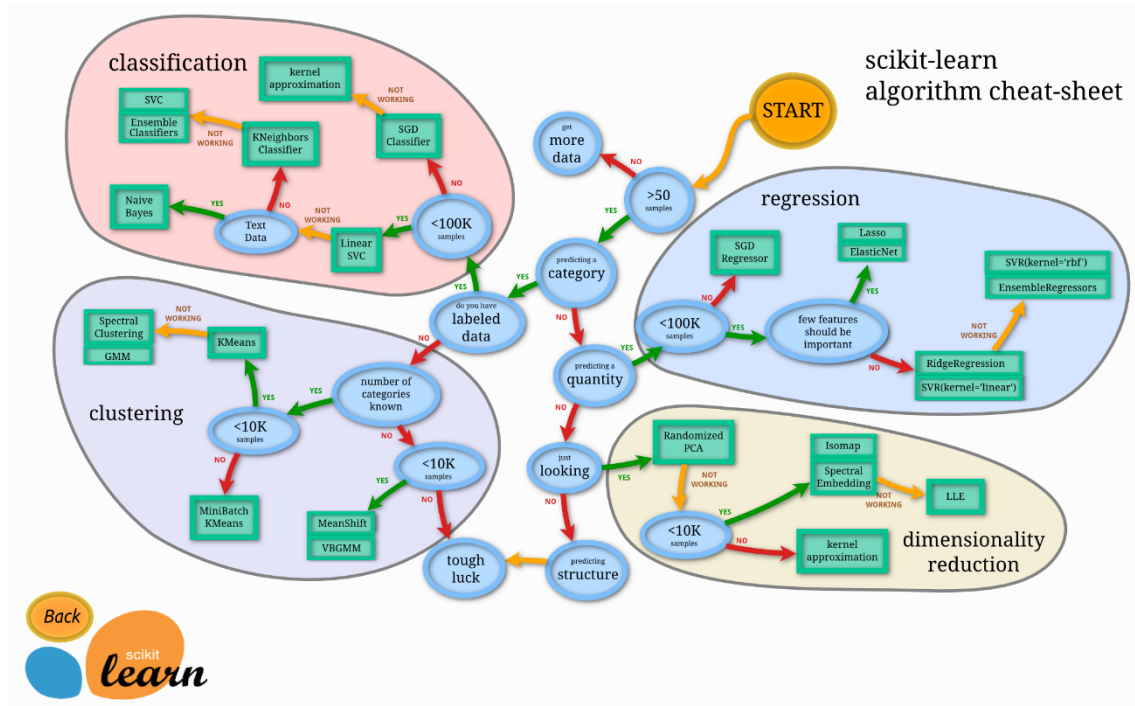 scikit-learn
algorithm cheat-sheet
START
get
more
data
NO
>50
samples
YES
predicting a
category
YES
NO
do you have
labeled
data
YES
NO
predicting a
quantity
YES
NO
just
looking
YES
NO
predicting
structure
tough
luck
classification
kernel
approximation
NOT
WORKING
SGD
Classifier
NO
<100K
samples
YES
Linear
SVC
NOT
WORKING
Text
Data
YES
NO
Naive
Bayes
KNeighbors
Classifier
NOT
WORKING
SVC
Ensemble
Classifiers
clustering
number of
categories
known
YES
NO
<10K
samples
YES
NO
KMeans
NOT
WORKING
Spectral
Clustering
GMM
MiniBatch
KMeans
<10K
samples
YES
NO
MeanShift
VBGMM
regression
<100K
samples
NO
YES
SGD
Regressor
few features
should be
important
YES
NO
Lasso
ElasticNet
RidgeRegression
SVR(kernel='linear')
NOT
WORKING
SVR(kernel='rbf')
EnsembleRegressors
dimensionality
reduction
Randomized
PCA
NOT
WORKING
<10K
samples
YES
NO
Isomap
Spectral
Embedding
NOT
WORKING
LLE
kernel
approximation
Back
scikit
learn